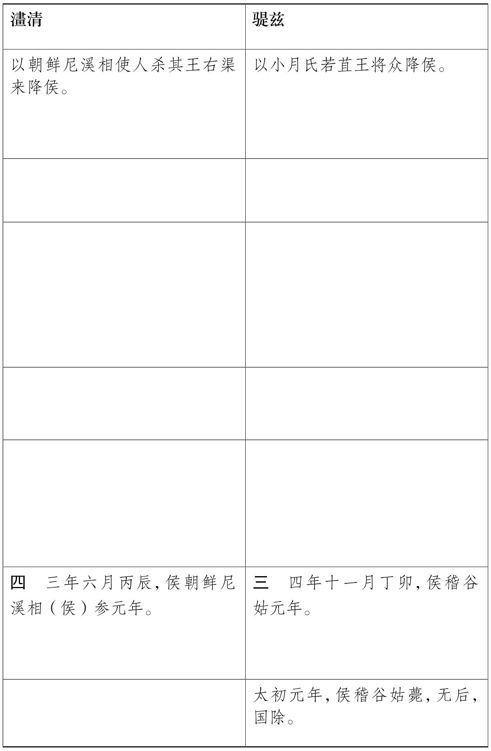 澅清
騠兹
以朝鲜尼溪相使人杀其王右渠
来降侯。
以小月氏若苴王将众降侯。
四　三年六月丙辰,侯朝鲜尼
溪相(侯)参元年。
三　四年十一月丁卯,侯稽谷
姑元年。
太初元年,侯稽谷姑薨,无后,
国除。